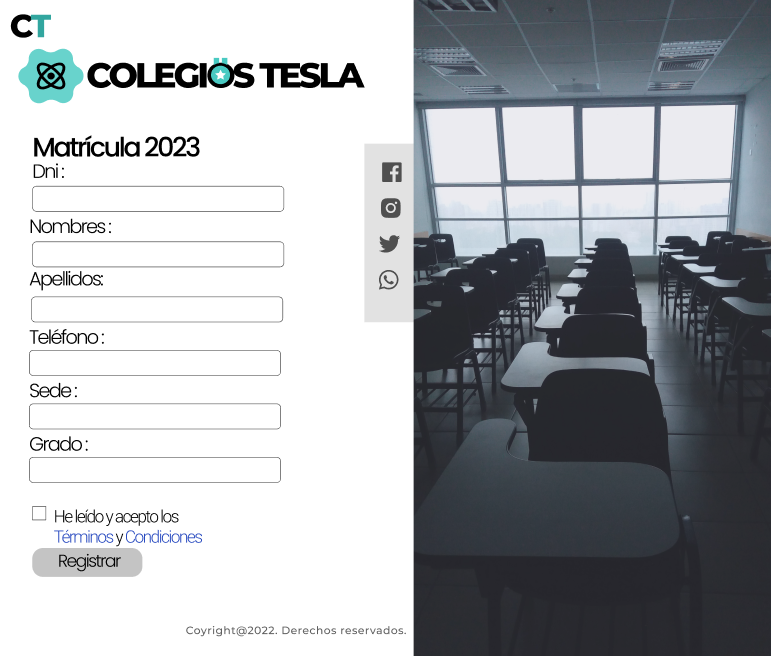 CT
COLEGIOS TESLA
Matrícula 2023
Dni :
Nombres :
Apellidos:
Teléfono :
Sede :
Grado :
He leído y acepto los
Términos y Condiciones
Registrar
Coyright@2022. Derechos reservados.